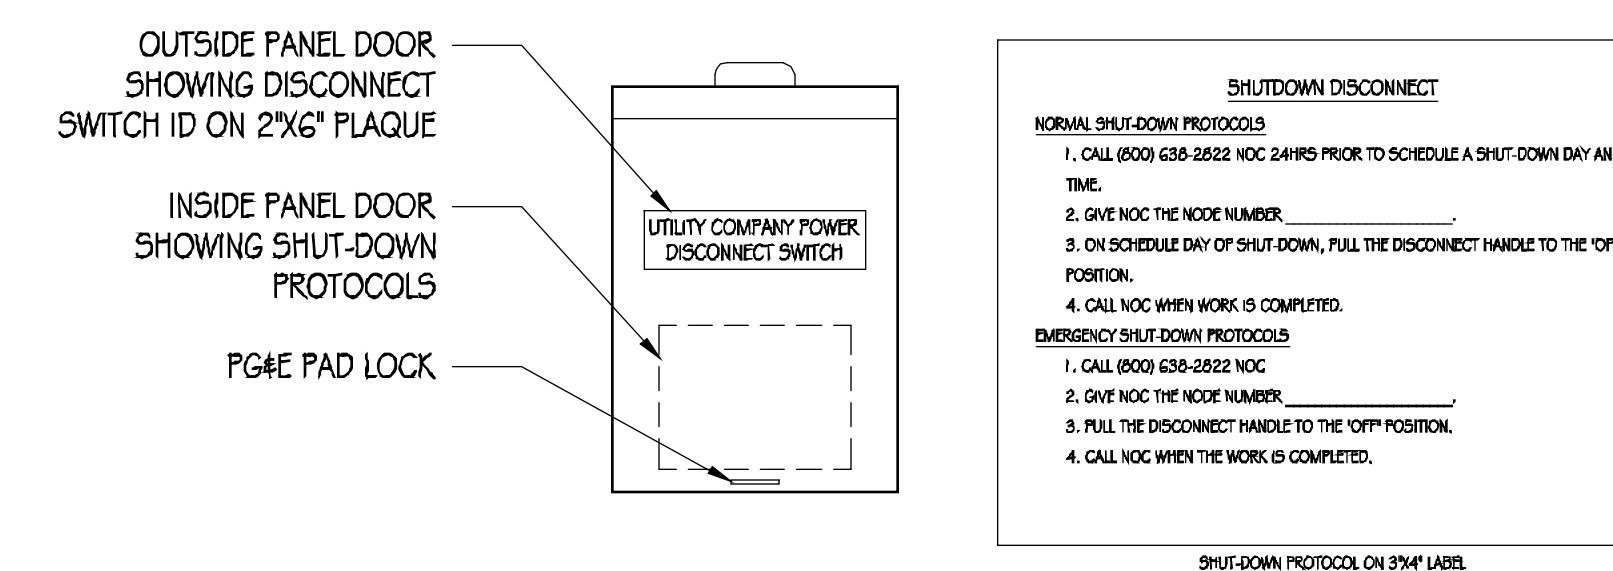 OUTSIDE PANEL DOOR
SHOWING DISCONNECT
SWITCH ID ON 2"X6" PLAQUE
INSIDE PANEL DOOR
SHOWING SHUT-DOWN
PROTOCOLS
PG&E PAD LOCK
UTILITY COMPANY POWER
DISCONNECT SWITCH
SHUTDOWN DISCONNECT
NORMAL SHUT-DOWN PROTOCOLS
1. CALL (800) 638-2822 NOC 24HRS PRIOR TO SCHEDULE A SHUT-DOWN DAY AN
TIME.
2. GIVE NOC THE NODE NUMBER ____________________.
3. ON SCHEDULE DAY OF SHUT-DOWN, PULL THE DISCONNECT HANDLE TO THE "OF
POSITION.
4. CALL NOC WHEN WORK IS COMPLETED.
EMERGENCY SHUT-DOWN PROTOCOLS
1. CALL (800) 638-2822 NOC
2. GIVE NOC THE NODE NUMBER ____________________.
3. PULL THE DISCONNECT HANDLE TO THE "OFF" POSITION.
4. CALL NOC WHEN THE WORK IS COMPLETED.
SHUT-DOWN PROTOCOL ON 3"X4" LABEL